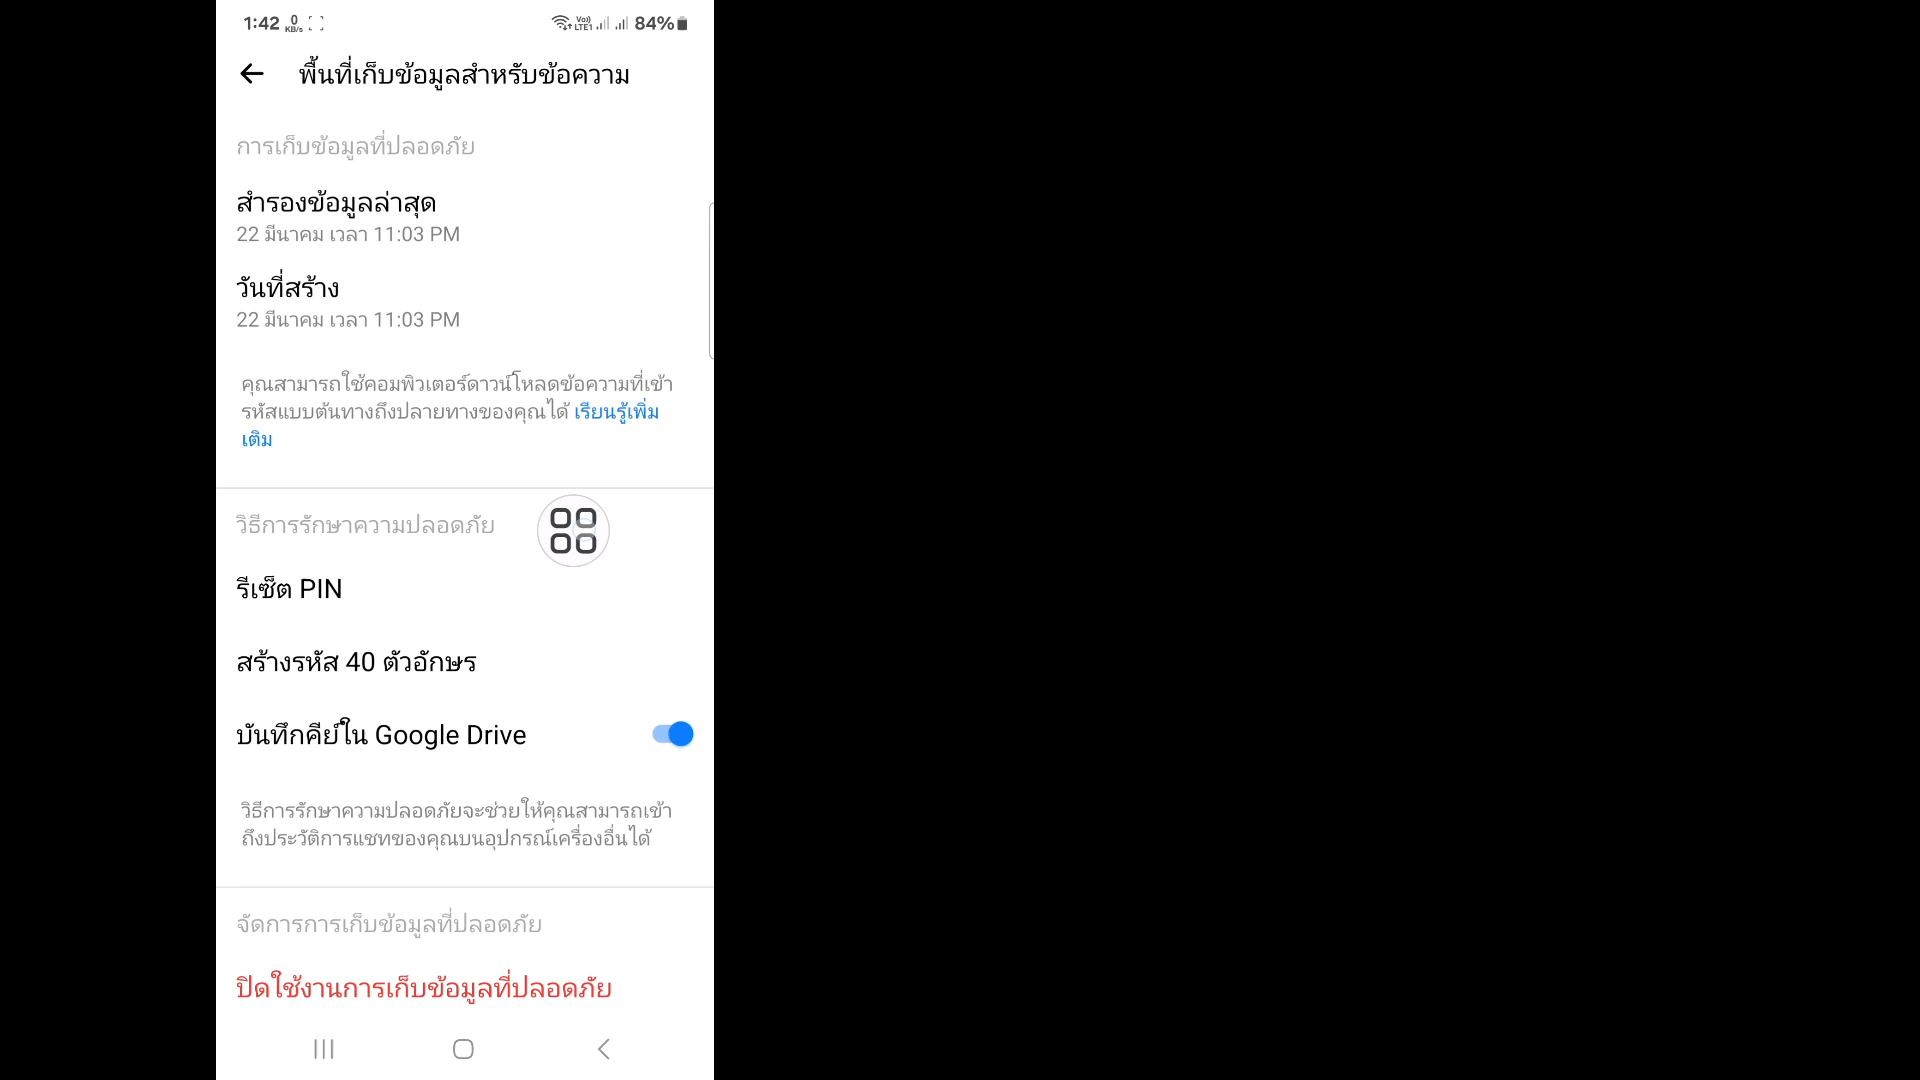 1:42 0 KB/s Vo)) LTE1 84%
พื้นที่เก็บข้อมูลสำหรับข้อความ
การเก็บข้อมูลที่ปลอดภัย
สำรองข้อมูลล่าสุด
22 มีนาคม เวลา 11:03 PM
วันที่สร้าง
22 มีนาคม เวลา 11:03 PM
คุณสามารถใช้คอมพิวเตอร์ดาวน์โหลดข้อความที่เข้า
รหัสแบบต้นทางถึงปลายทางของคุณได้ เรียนรู้เพิ่ม
เติม
วิธีการรักษาความปลอดภัย
รีเซ็ต PIN
สร้างรหัส 40 ตัวอักษร
บันทึกคีย์ใน Google Drive
วิธีการรักษาความปลอดภัยจะช่วยให้คุณสามารถเข้า
ถึงประวัติการแชทของคุณบนอุปกรณ์เครื่องอื่นได้
จัดการการเก็บข้อมูลที่ปลอดภัย
ปิดใช้งานการเก็บข้อมูลที่ปลอดภัย